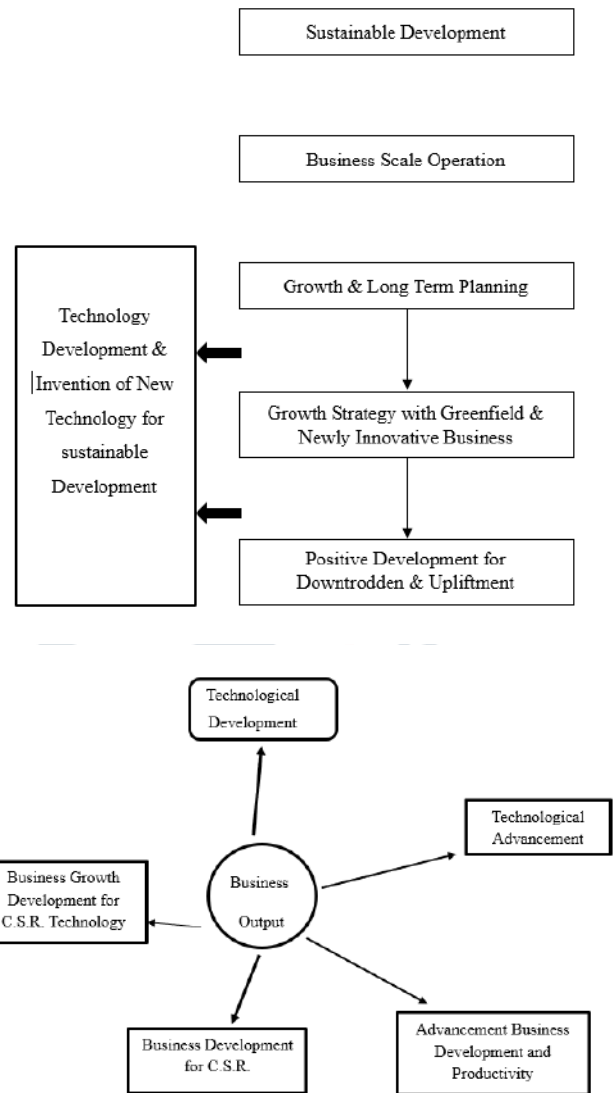 Sustainable Development
Business Scale Operation
Growth & Long Term Planning
Technology
Development &
Invention of New
Technology for
sustainable
Development
Growth Strategy with Greenfield &
Newly Innovative Business
Positive Development for
Downtrodden & Upliftment
Technological
Development
Technological
Advancement
Business
Output
Business Growth
Development for
C.S.R. Technology
Business Development
for C.S.R.
Advancement Business
Development and
Productivity